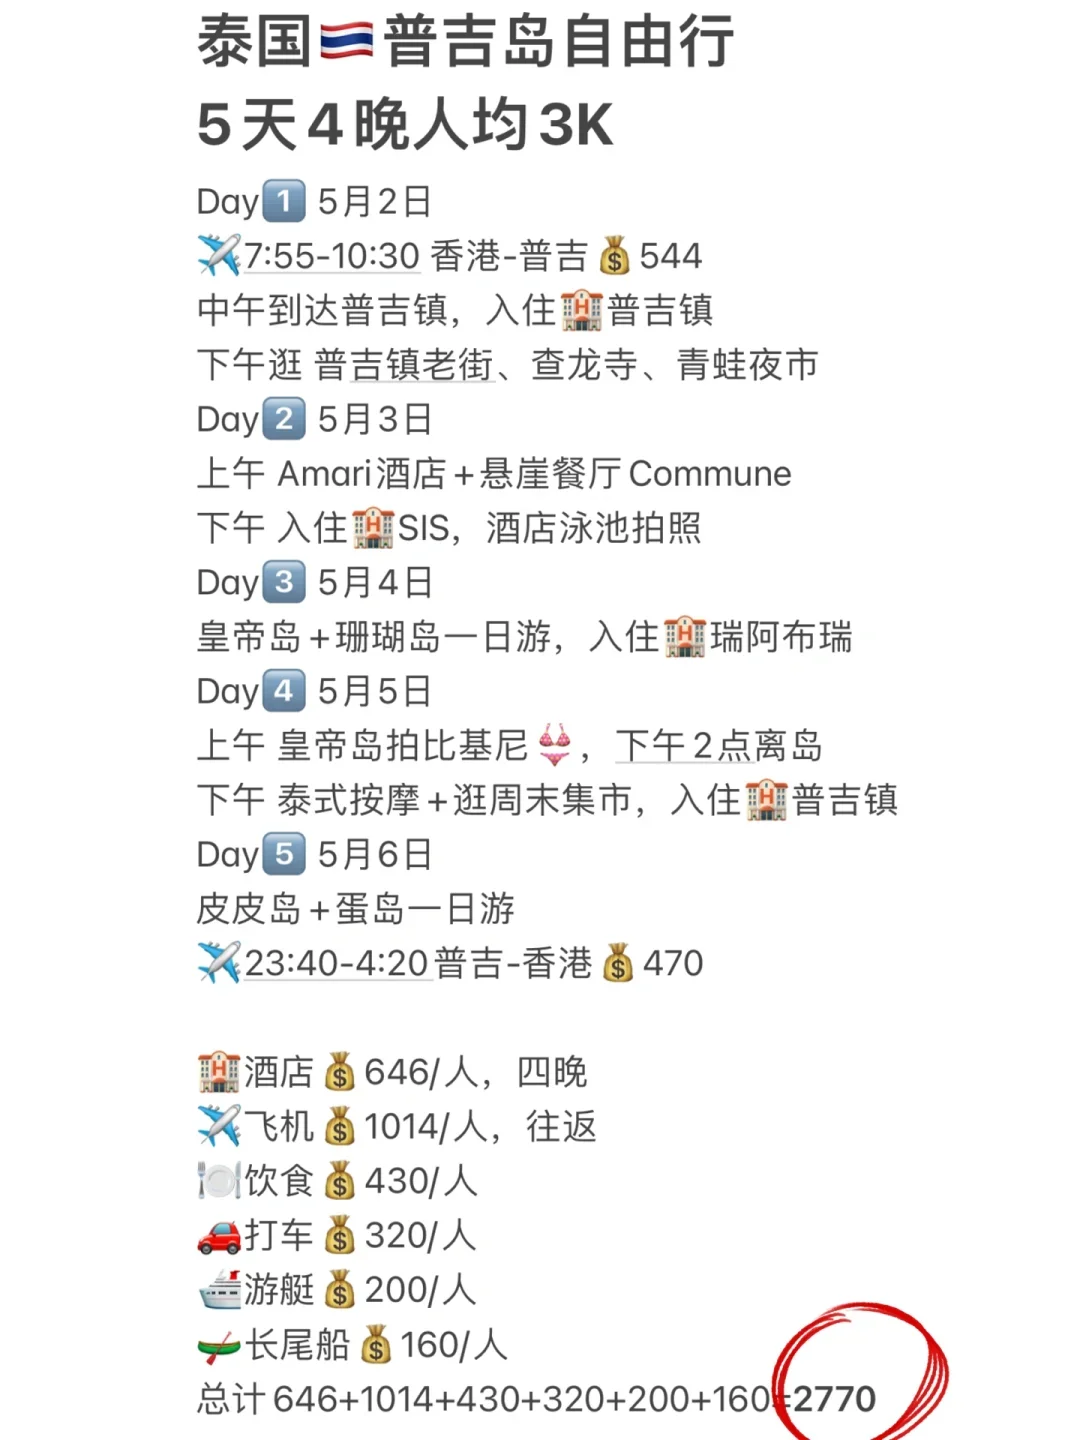 泰国🇹🇭普吉岛自由行
5天4晚人均3K
Day1️⃣ 5月2日
✈️7:55-10:30 香港-普吉💰544
中午到达普吉镇，入住🏨普吉镇
下午逛 普吉镇老街、查龙寺、青蛙夜市
Day2️⃣ 5月3日
上午 Amari酒店+悬崖餐厅Commune
下午 入住🏨SIS，酒店泳池拍照
Day3️⃣ 5月4日
皇帝岛+珊瑚岛一日游，入住🏨瑞阿布瑞
Day4️⃣ 5月5日
上午 皇帝岛拍比基尼👙，下午2点离岛
下午 泰式按摩+逛周末集市，入住🏨普吉镇
Day5️⃣ 5月6日
皮皮岛+蛋岛一日游
✈️23:40-4:20普吉-香港💰470
🏨酒店💰646/人，四晚
✈️飞机💰1014/人，往返
🍽️饮食💰430/人
🚗打车💰320/人
🛳️游艇💰200/人
🛶长尾船💰160/人
总计646+1014+430+320+200+160=2770